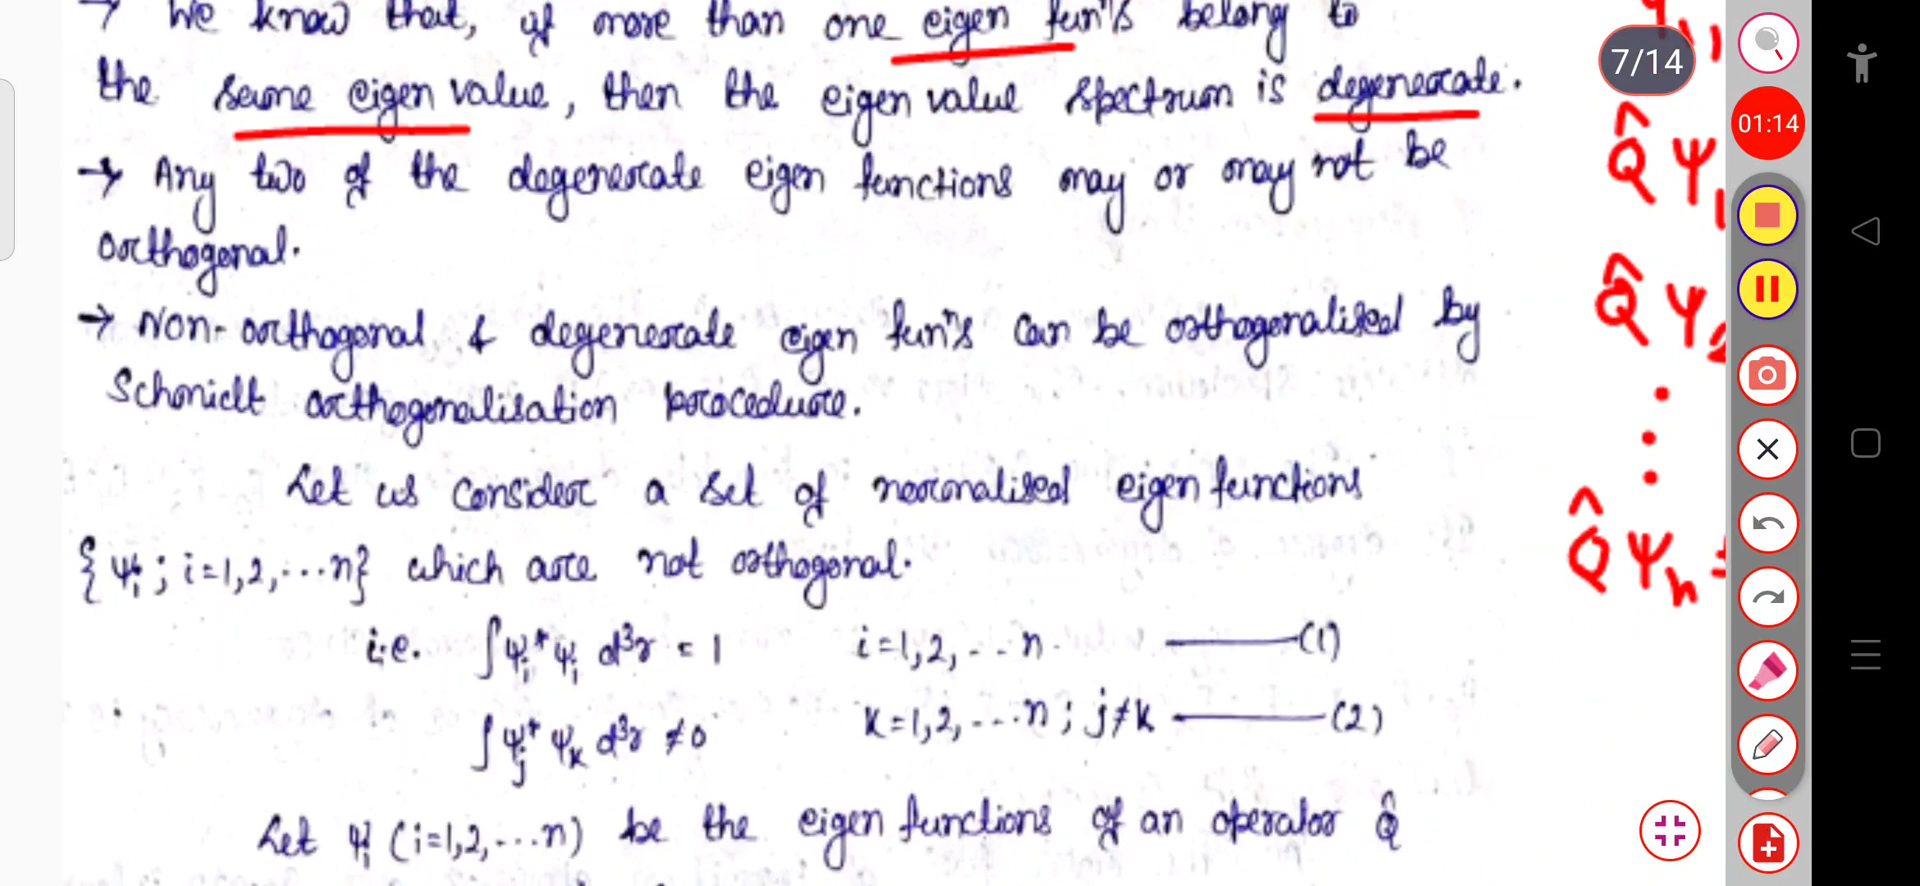 → We know that, if more than one eigen fun"s belong to
the same eigen value, then the eigen value spectrum is degenerate.
→ Any two of the degenerate eigen functions may or may not be
orthogonal.
→ Non-orthogonal & degenerate eigen fun"s can be orthogonalised by
Schmidt orthogonalisation procedure.
Let us consider a set of normalised eigen functions
{ψi ; i=1,2,...n} which are not orthogonal.
i.e. ∫ψi* ψi d³r = 1 i=1,2,--n. ——(1)
∫ψj* ψk d³r ≠0 k=1,2,---n ; j≠k ——(2)
Let ψi (i=1,2,---n) be the eigen functions of an operator Q̂
Q̂ ψ1
Q̂ ψ2
⋮
Q̂ ψn =
7/14
01:14